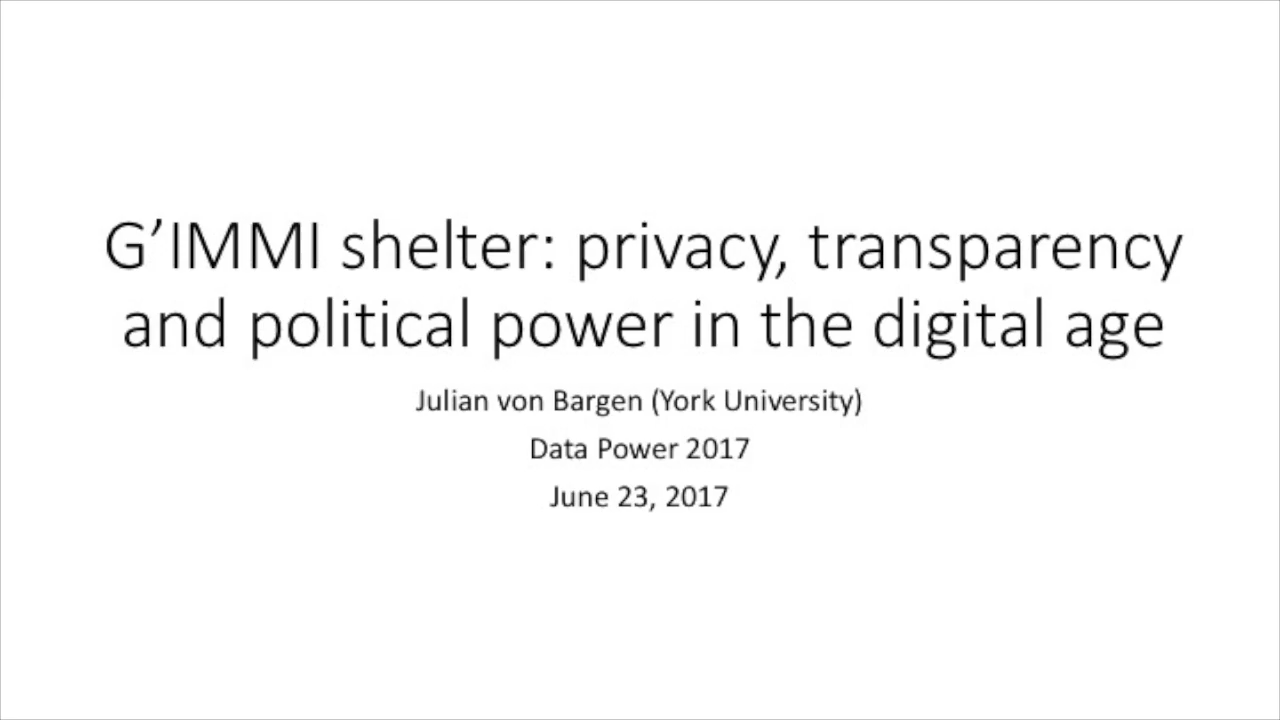 G’IMMI shelter: privacy, transparency
and political power in the digital age
Julian von Bargen (York University)
Data Power 2017
June 23, 2017